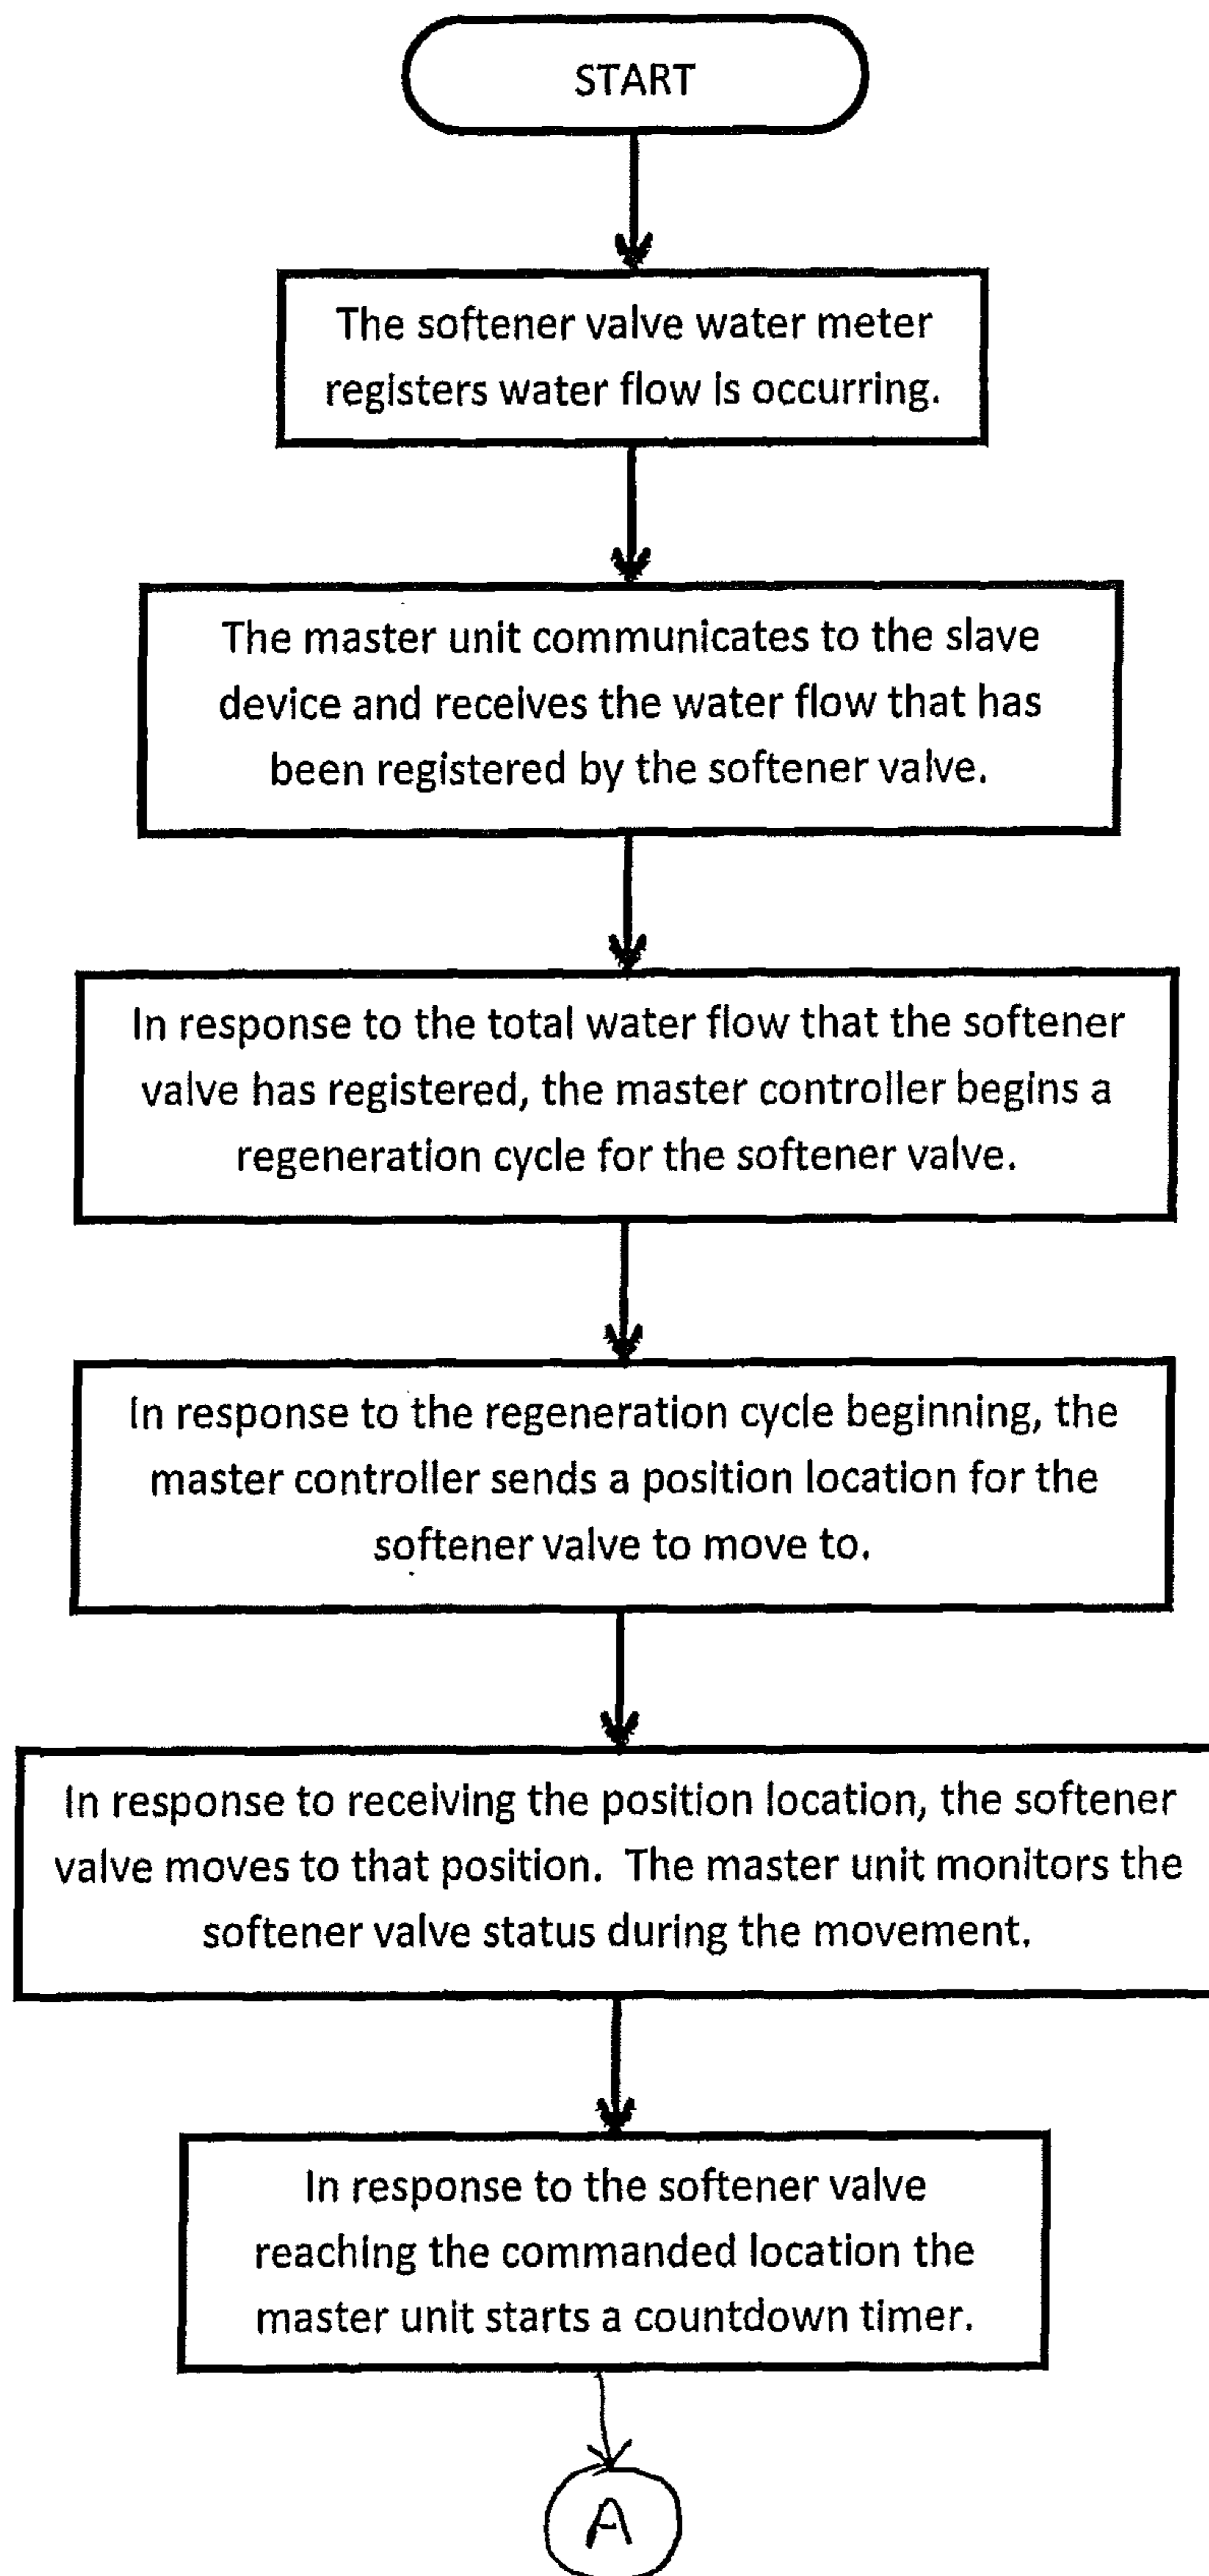 START
The softener valve water meter
registers water flow is occurring.
The master unit communicates to the slave
device and receives the water flow that has
been registered by the softener valve.
In response to the total water flow that the softener
valve has registered, the master controller begins a
regeneration cycle for the softener valve.
In response to the regeneration cycle beginning, the
master controller sends a position location for the
softener valve to move to.
In response to receiving the position location, the softener
valve moves to that position. The master unit monitors the
softener valve status during the movement.
In response to the softener valve
reaching the commanded location the
master unit starts a countdown timer.
A